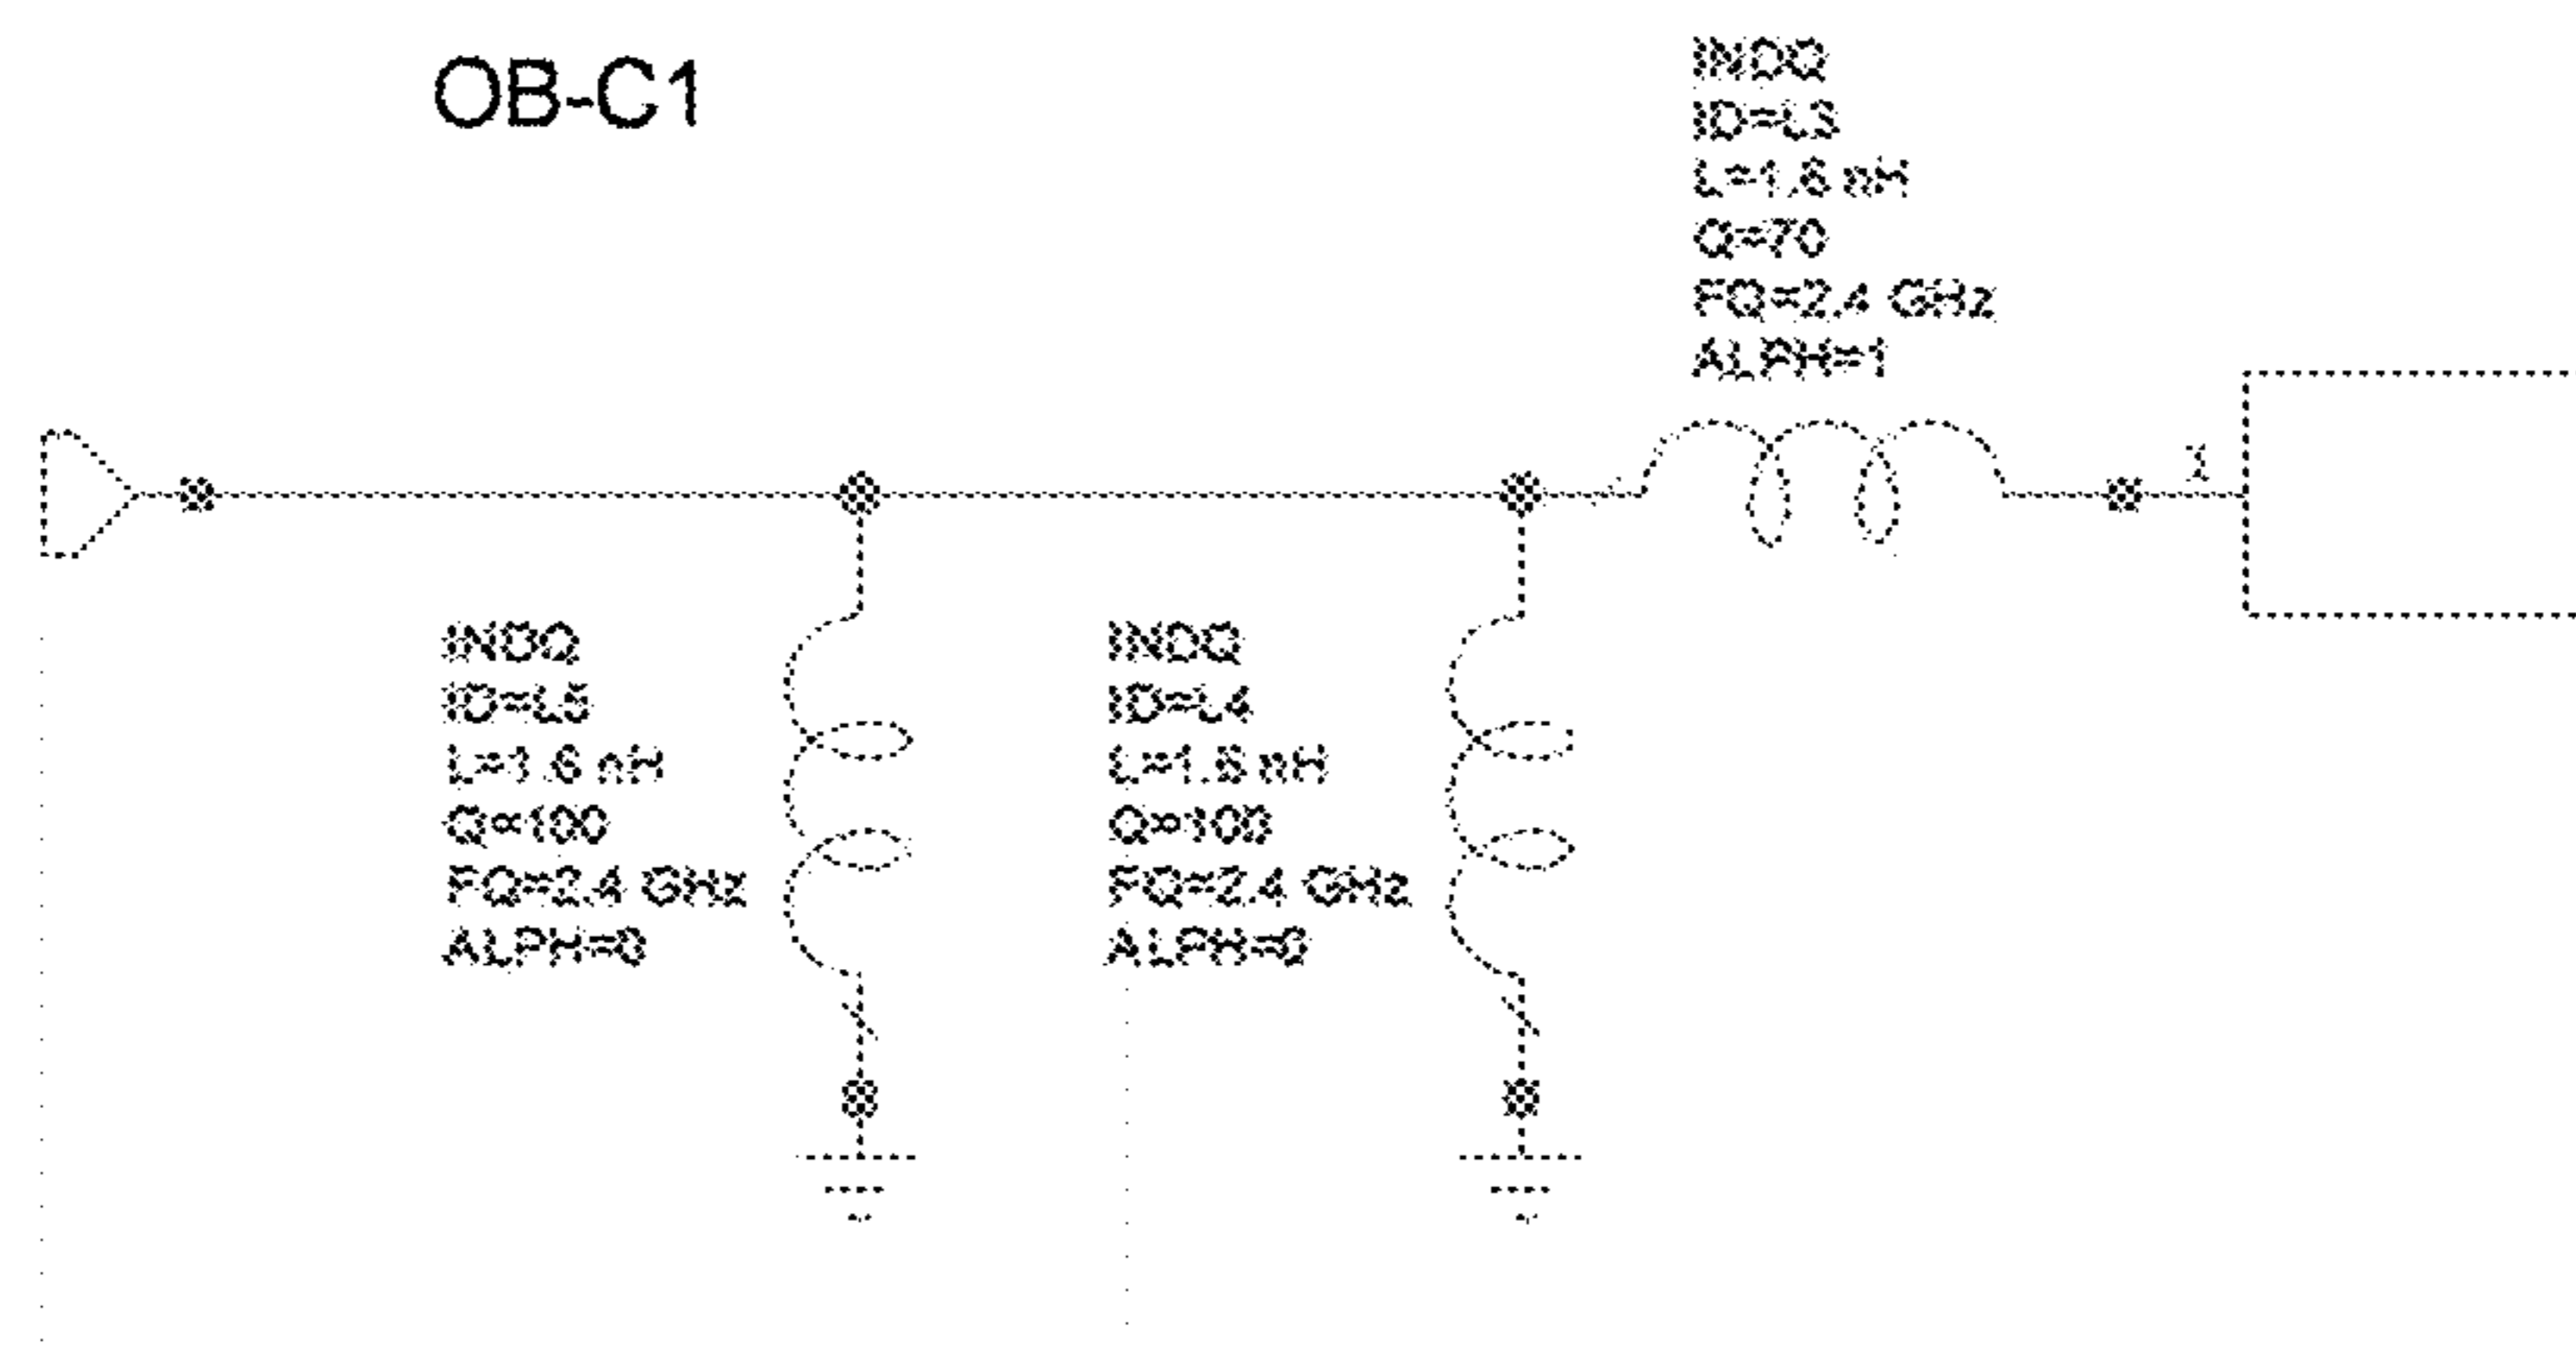 OB-C1
INDQ
ID=L3
L=1.6 nH
Q=70
FQ=2.4 GHz
ALPH=1
1
INDQ
ID=L5
L=1.6 nH
Q=100
FQ=2.4 GHz
ALPH=0
INDQ
ID=L4
L=1.6 nH
Q=100
FQ=2.4 GHz
ALPH=0